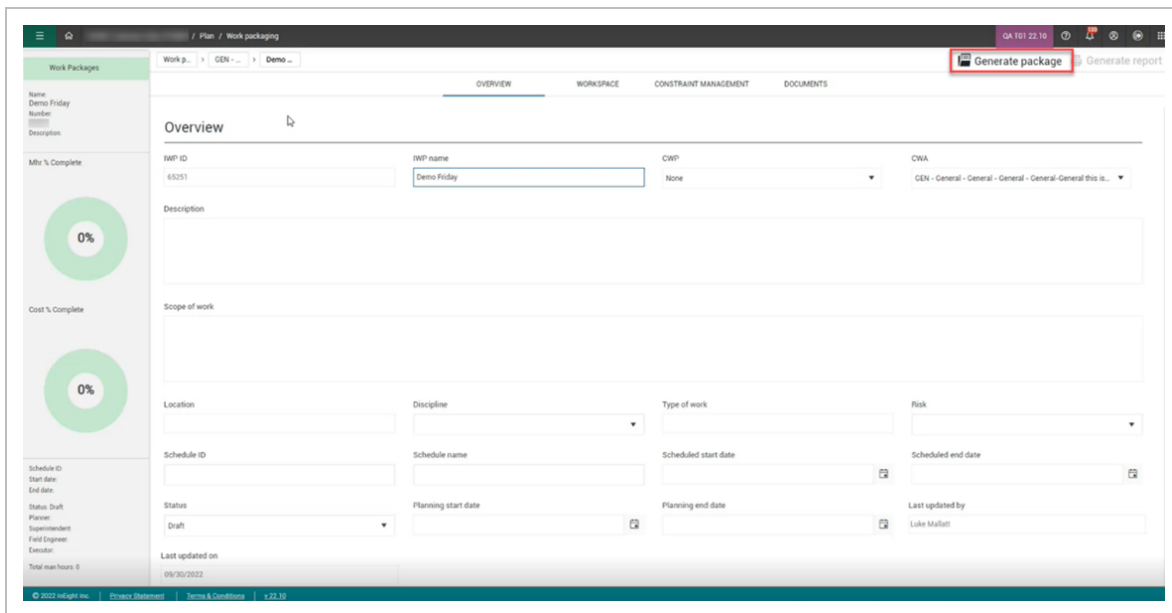 / Plan / Work packaging
QA T01 22.10
Work Packages
Work p.. > GEN - ... > Demo ..
Generate package
Generate report
OVERVIEW WORKSPACE CONSTRAINT MANAGEMENT DOCUMENTS
Name:
Demo Friday
Number:
Description:
Overview
Mhr % Complete
IWP ID IWP name CWP CWA
65251 Demo Friday None GEN - General - General - General - General-General this is...
Description
0%
Cost % Complete
Scope of work
0%
Location Discipline Type of work Risk
Schedule ID Schedule name Scheduled start date Scheduled end date
Schedule ID:
Start date:
End date:
Status: Draft
Planner:
Superintendent:
Field Engineer:
Executor:
Total man hours: 0
Status Planning start date Planning end date Last updated by
Draft Luke Mallatt
Last updated on
09/30/2022
© 2022 InEight Inc. | Privacy Statement | Terms & Conditions | v 22.10